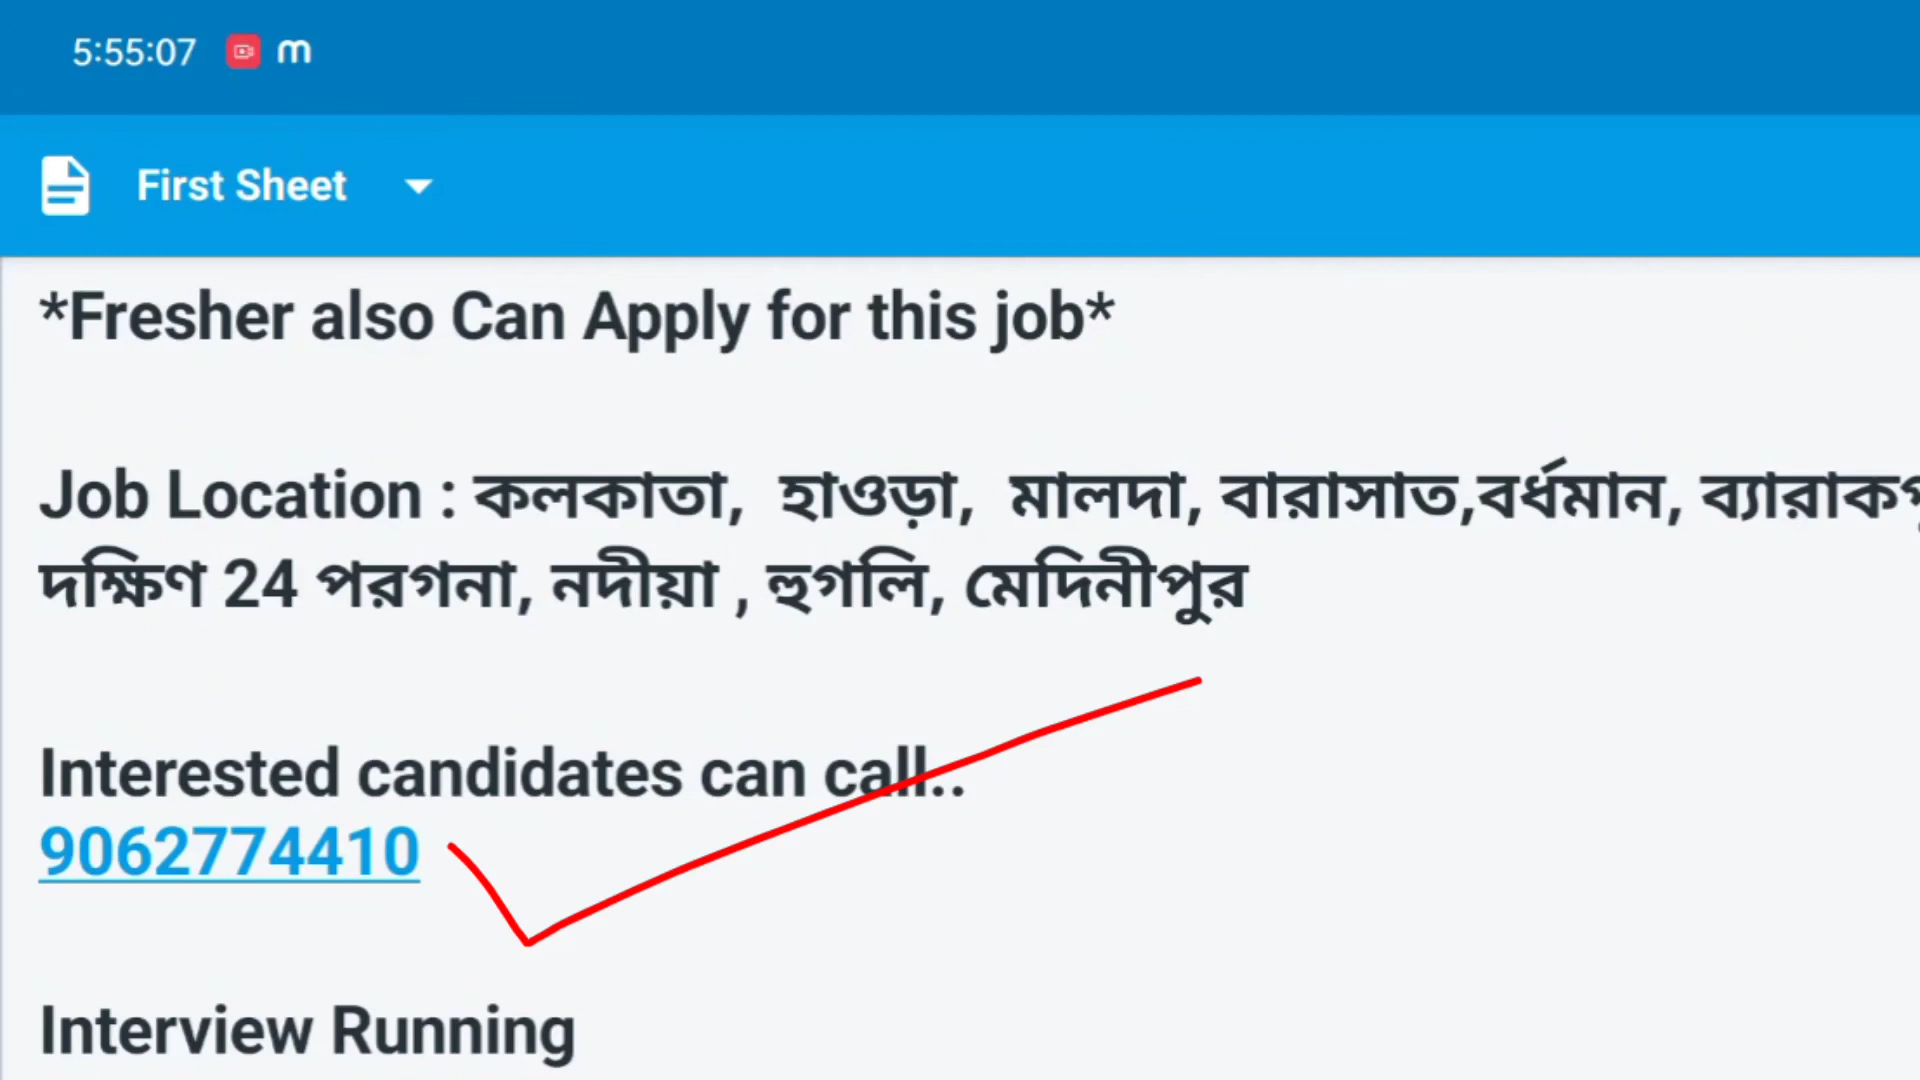 5:55:07 m
First Sheet
*Fresher also Can Apply for this job*
Job Location : কলকাতা, হাওড়া, মালদা, বারাসাত,বর্ধমান,
দক্ষিণ 24 পরগনা, নদীয়া , হুগলি, মেদিনীপুর
Interested candidates can call..
9062774410
Interview Running